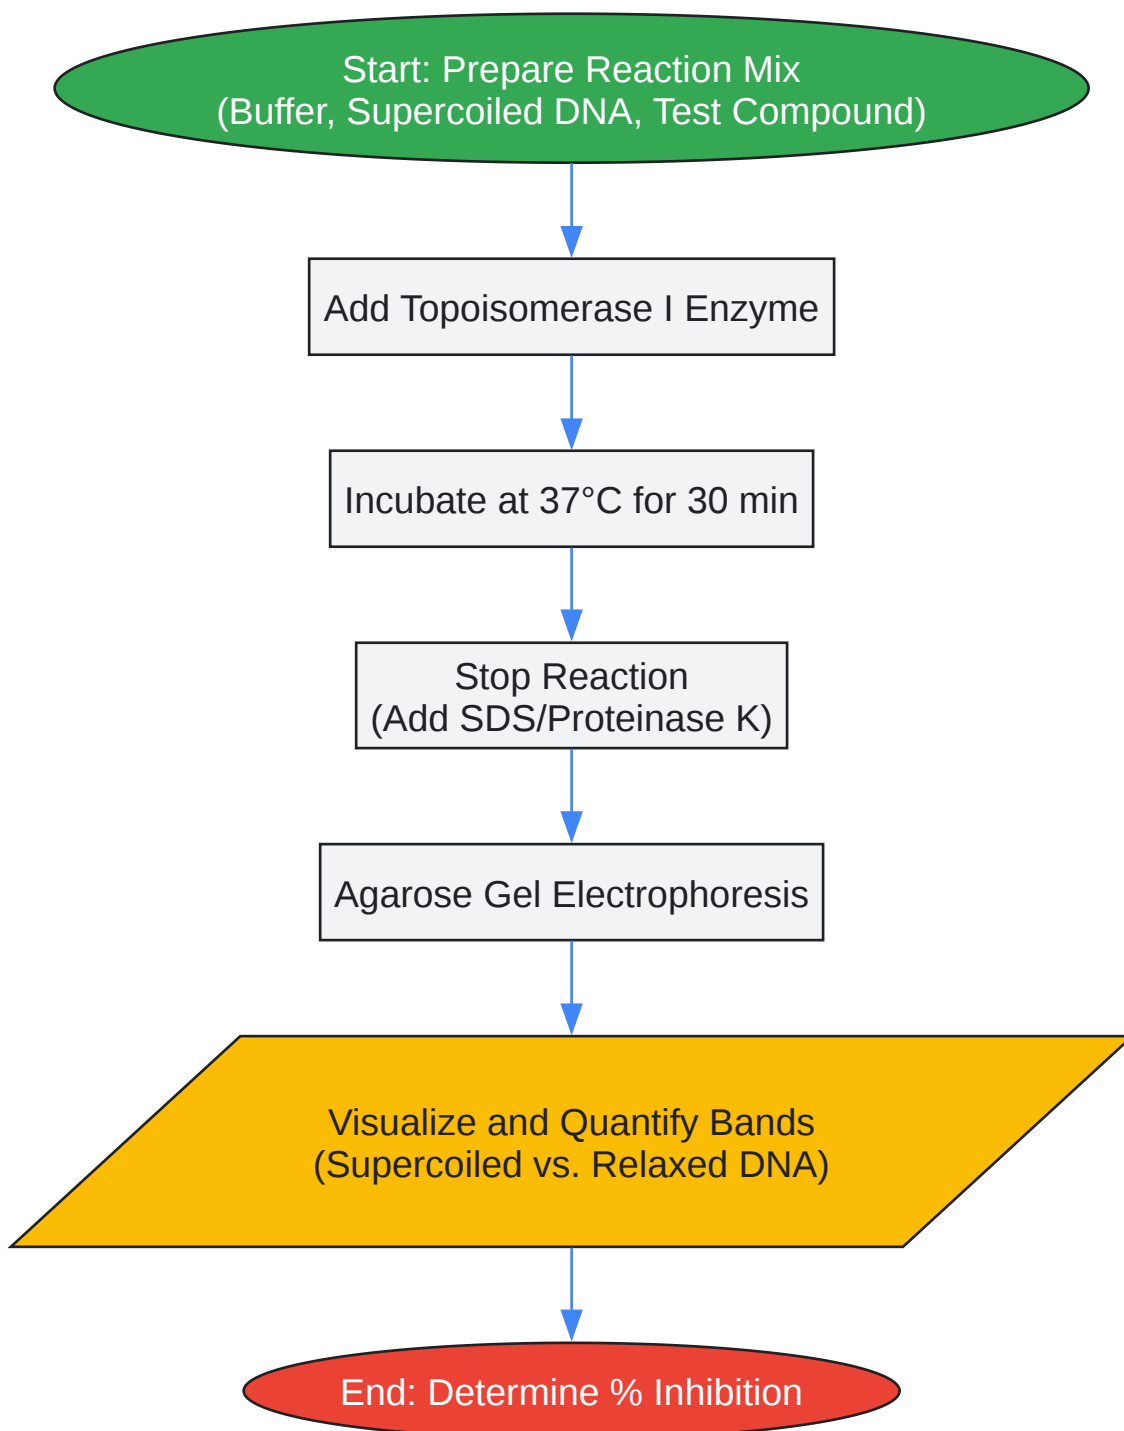 Start: Prepare Reaction Mix
(Buffer, Supercoiled DNA, Test Compound)
Add Topoisomerase I Enzyme
Incubate at 37°C for 30 min
Stop Reaction
(Add SDS/Proteinase K)
Agarose Gel Electrophoresis
Visualize and Quantify Bands
(Supercoiled vs. Relaxed DNA)
End: Determine % Inhibition